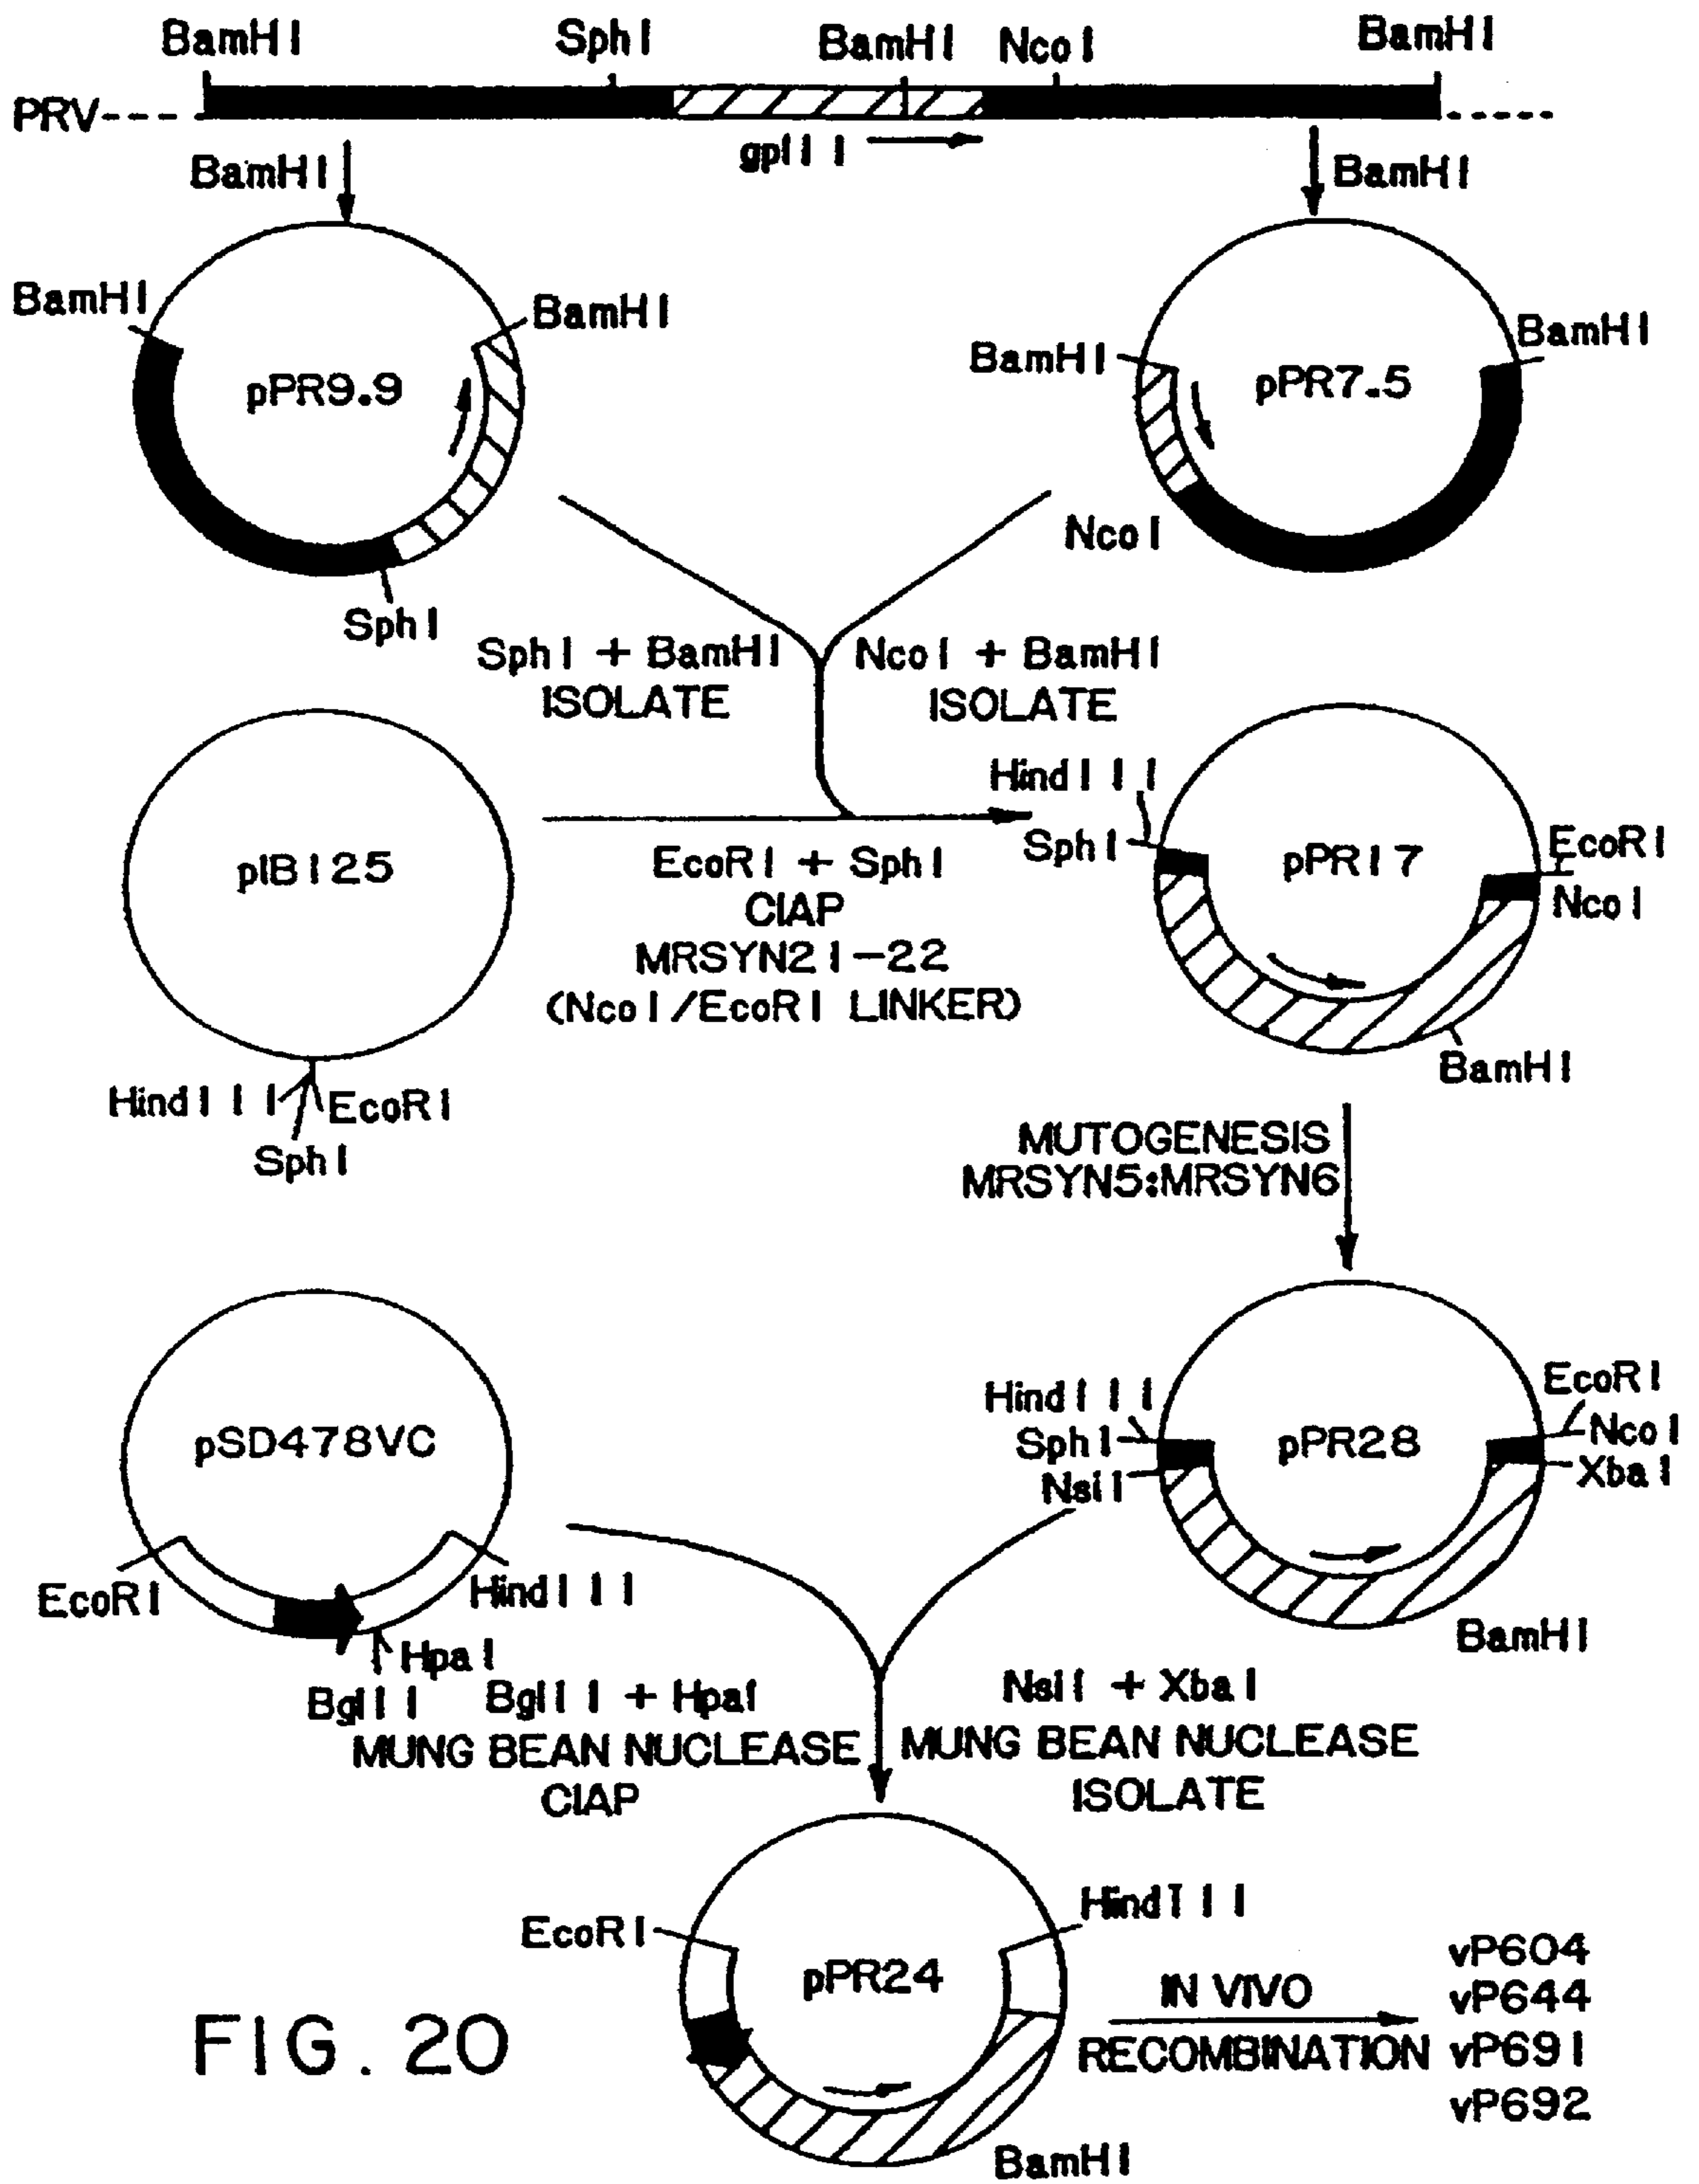 BamHI SphI BamHI NcoI BamHI
PRV
gpIII
BamHI BamHI
BamHI BamHI
pPR9.9
SphI
BamHI BamHI
pPR7.5
NcoI
SphI + BamHI
ISOLATE
NcoI + BamHI
ISOLATE
pIBI25
HindIII EcoRI
SphI
EcoRI + SphI
CIAP
MRSYN21-22
(NcoI/EcoRI LINKER)
HindIII
SphI
pPR17
EcoRI
NcoI
BamHI
MUTOGENESIS
MRSYN5:MRSYN6
pSD478VC
EcoRI HindIII
HpaI
BglII
HindIII
SphI
NsiI
pPR28
EcoRI
NcoI
XbaI
BamHI
BglII + HpaI
MUNG BEAN NUCLEASE
CIAP
NsiI + XbaI
MUNG BEAN NUCLEASE
ISOLATE
EcoRI HindIII
pPR24
BamHI
IN VIVO
RECOMBINATION
vP604
vP644
vP691
vP692
FIG. 20